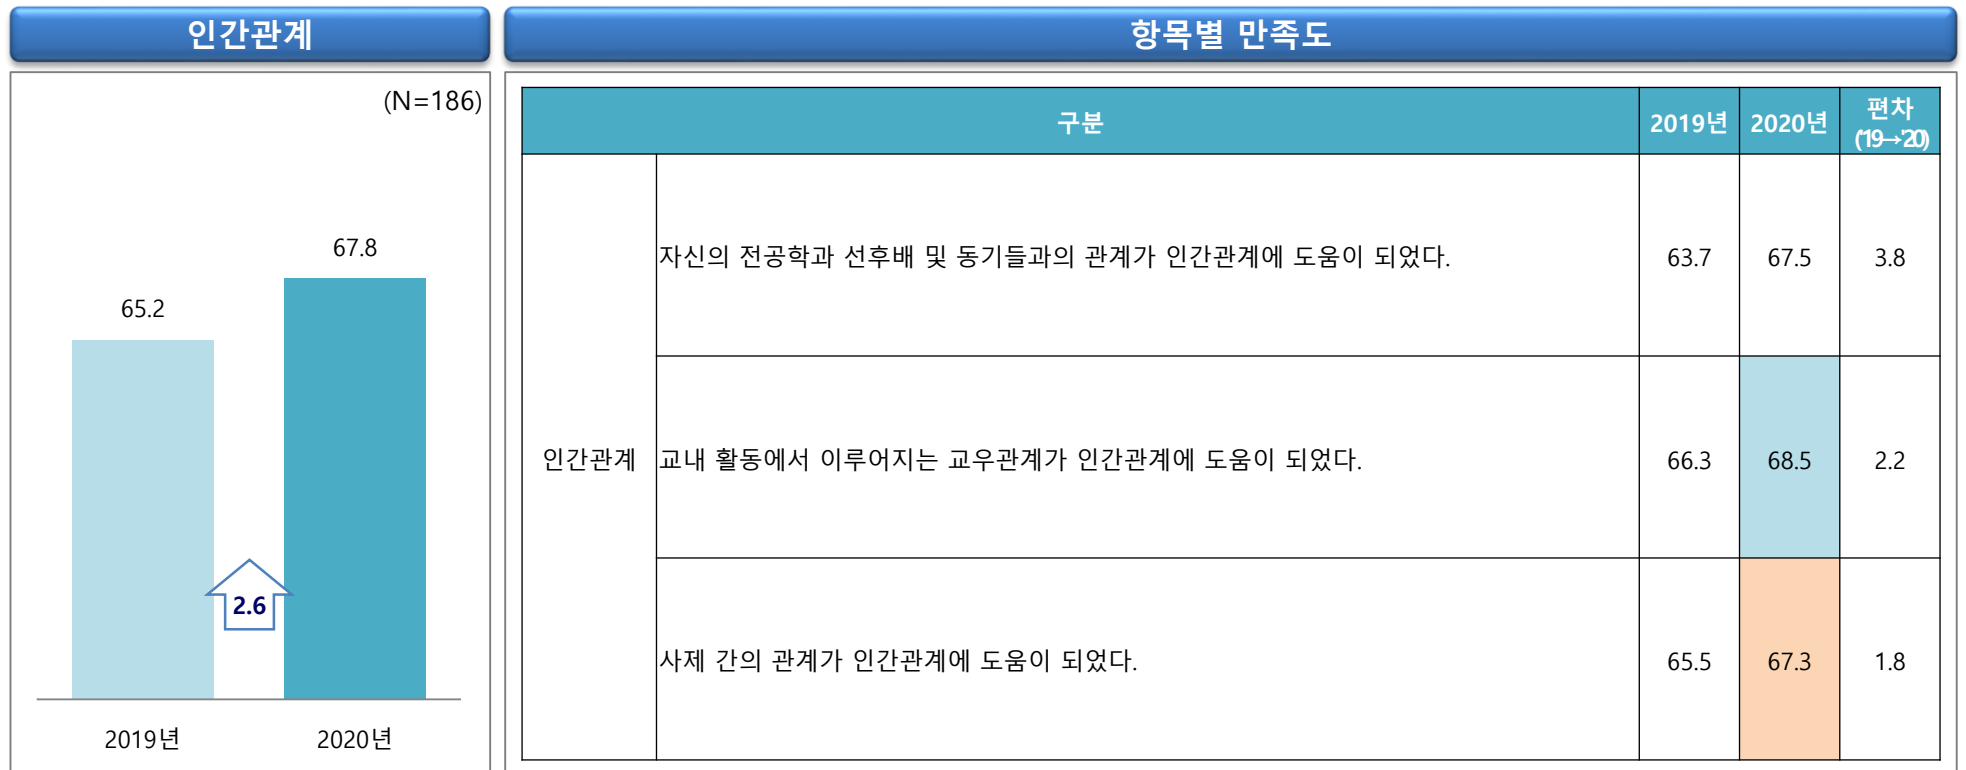 인간관계
항목별 만족도
(N=186)
65.2
67.8
2.6
2019년
2020년
구분
2019년
2020년
편차
('19→'20)
인간관계
자신의 전공학과 선후배 및 동기들과의 관계가 인간관계에 도움이 되었다.
63.7
67.5
3.8
교내 활동에서 이루어지는 교우관계가 인간관계에 도움이 되었다.
66.3
68.5
2.2
사제 간의 관계가 인간관계에 도움이 되었다.
65.5
67.3
1.8